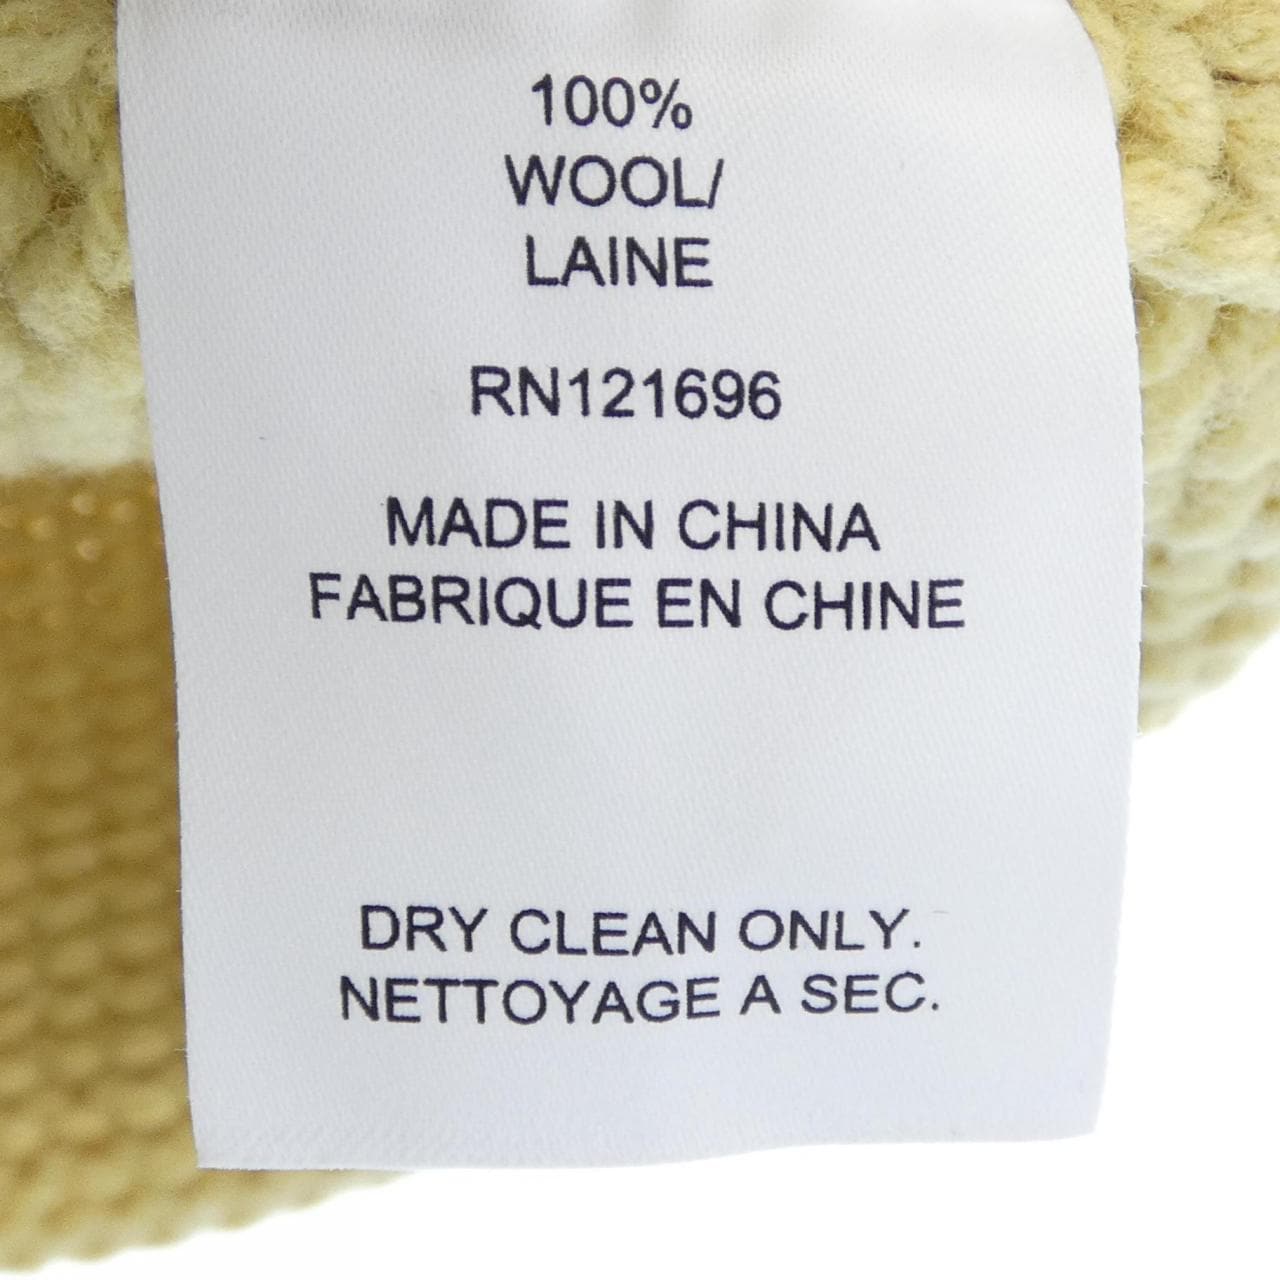 100%
WOOL/
LAINE
RN121696
MADE IN CHINA
FABRIQUE EN CHINE
DRY CLEAN ONLY.
NETTOYAGE A SEC.